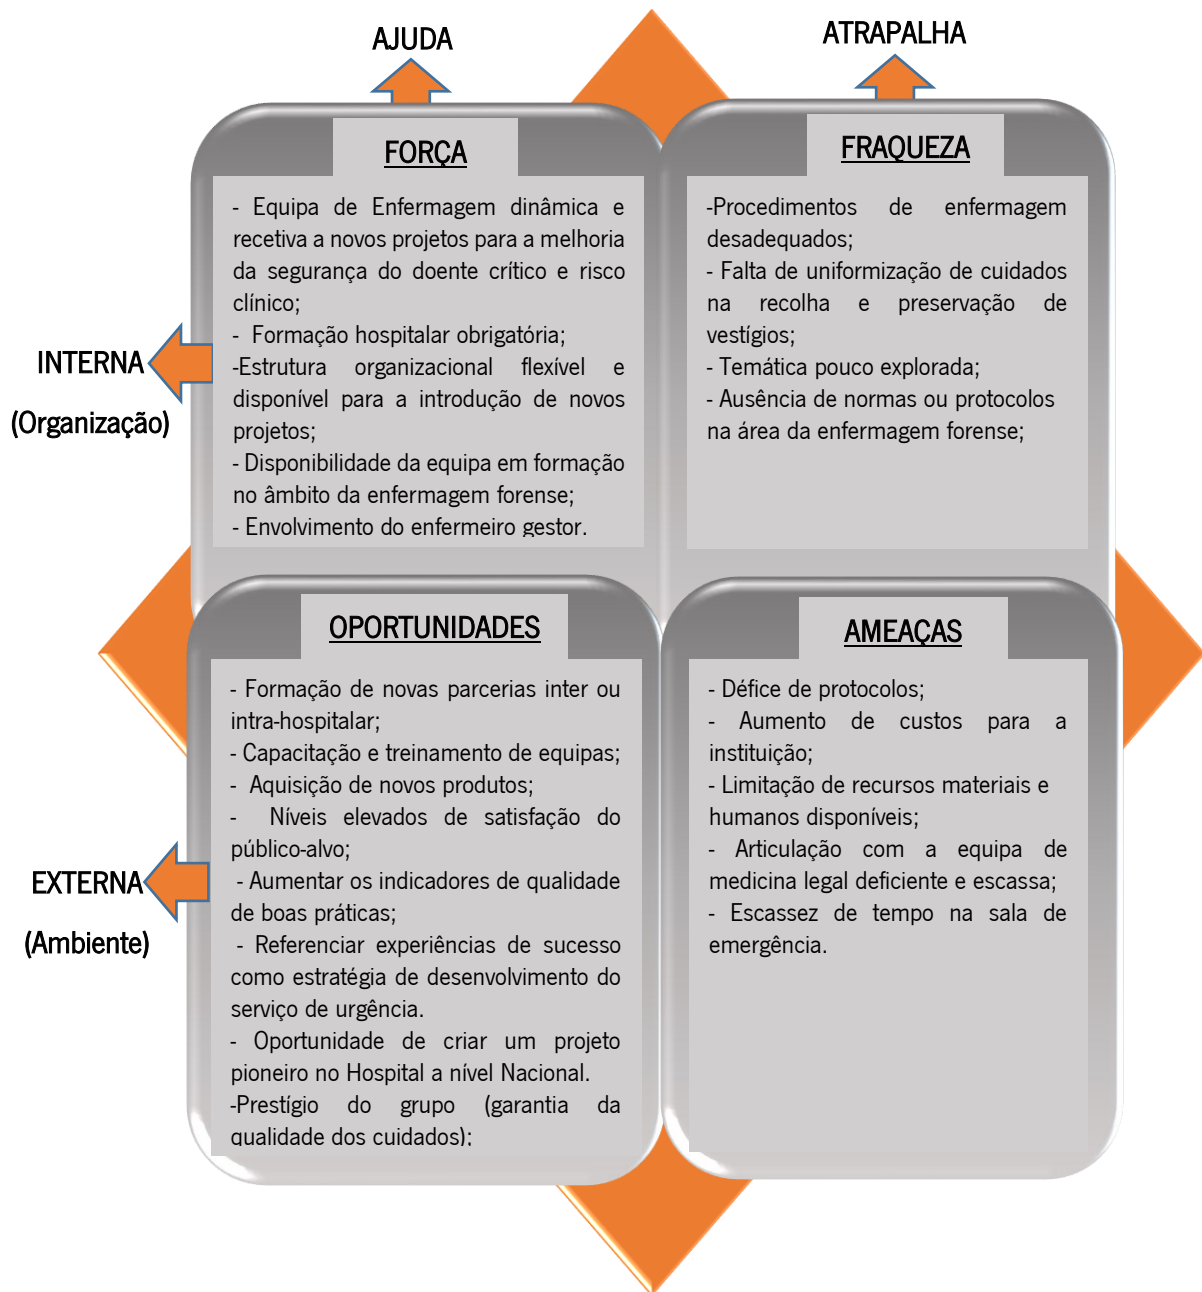 AJUDA
ATRAPALHA
FORÇA
- Equipa de Enfermagem dinâmica e
recetiva a novos projetos para a melhoria
da segurança do doente crítico e risco
clínico;
- Formação hospitalar obrigatória;
-Estrutura organizacional flexível e
disponível para a introdução de novos
projetos;
- Disponibilidade da equipa em formação
no âmbito da enfermagem forense;
- Envolvimento do enfermeiro gestor.
FRAQUEZA
-Procedimentos de enfermagem
desadequados;
- Falta de uniformização de cuidados
na recolha e preservação de
vestígios;
- Temática pouco explorada;
- Ausência de normas ou protocolos
na área da enfermagem forense;
INTERNA
(Organização)
OPORTUNIDADES
- Formação de novas parcerias inter ou
intra-hospitalar;
- Capacitação e treinamento de equipas;
- Aquisição de novos produtos;
- Níveis elevados de satisfação do
público-alvo;
- Aumentar os indicadores de qualidade
de boas práticas;
- Referenciar experiências de sucesso
como estratégia de desenvolvimento do
serviço de urgência.
- Oportunidade de criar um projeto
pioneiro no Hospital a nível Nacional.
-Prestígio do grupo (garantia da
qualidade dos cuidados);
AMEAÇAS
- Défice de protocolos;
- Aumento de custos para a
instituição;
- Limitação de recursos materiais e
humanos disponíveis;
- Articulação com a equipa de
medicina legal deficiente e escassa;
- Escassez de tempo na sala de
emergência.
EXTERNA
(Ambiente)